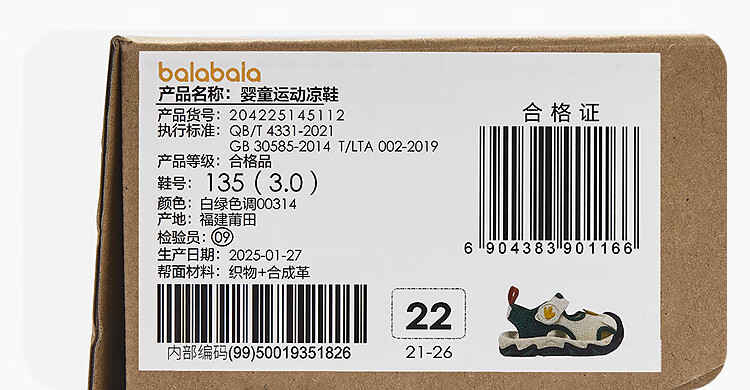 balabala
产品名称：婴童运动凉鞋
产品货号：204225145112
执行标准：QB/T 4331-2021
GB 30585-2014 T/LTA 002-2019
产品等级：合格品
鞋号：135（3.0）
颜色：白绿色调00314
产地：福建莆田
检验员：09
生产日期：2025-01-27
帮面材料：织物+合成革
内部编码(99)50019351826
22
21-26
合格证
6 904383 901166